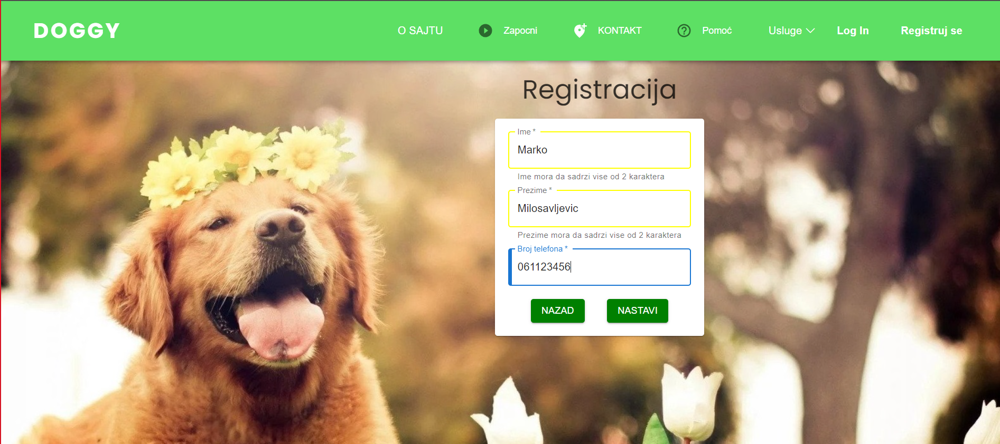 DOGGY
O SAJTU
Zapocni
KONTAKT
Pomoć
Usluge
Log In
Registruj se
Registracija
Ime *
Marko
Ime mora da sadrzi vise od 2 karaktera
Prezime *
Milosavljevic
Prezime mora da sadrzi vise od 2 karaktera
Broj telefona *
061123456
NAZAD
NASTAVI